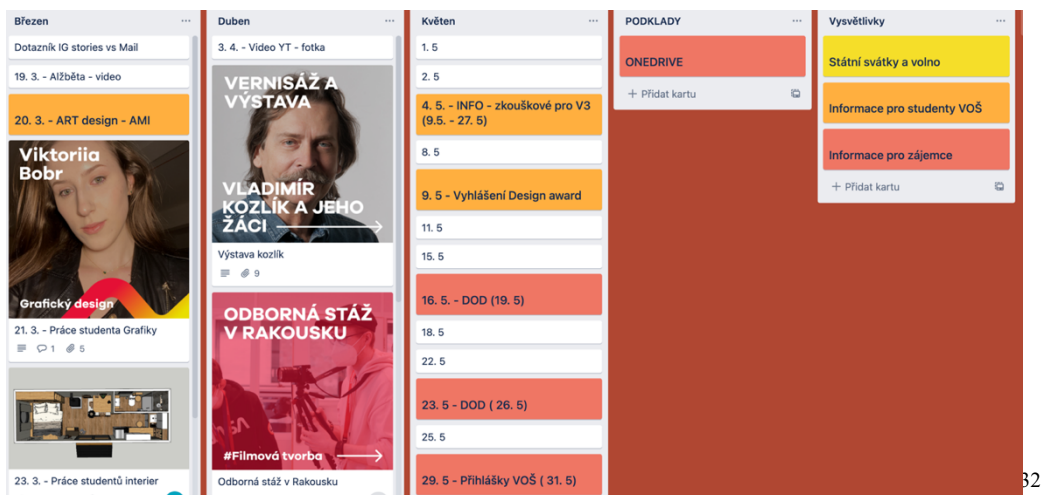 Březen
Dotazník IG stories vs Mail
19. 3. - Alžběta - video
20. 3. - ART design - AMI
Viktoriia
Bobr
Grafický design
21. 3. - Práce studenta Grafiky
1
5
23. 3. - Práce studentů interier
Duben
3. 4. - Video YT - fotka
VERNISÁŽ A
VÝSTAVA
VLADIMÍR
KOZLÍK A JEHO
ŽÁCI
Výstava kozlík
9
ODBORNÁ STÁŽ
V RAKOUSKU
#Filmová tvorba
Odborná stáž v Rakousku
Květen
1. 5
2. 5
4. 5. - INFO - zkouškové pro V3
(9.5. - 27. 5)
8. 5
9. 5 - Vyhlášení Design award
11. 5
15. 5
16. 5. - DOD (19. 5)
18. 5
22. 5
23. 5 - DOD ( 26. 5)
25. 5
29. 5 - Přihlášky VOŠ ( 31. 5)
PODKLADY
ONEDRIVE
+ Přidat kartu
Vysvětlivky
Státní svátky a volno
Informace pro studenty VOŠ
Informace pro zájemce
+ Přidat kartu
32